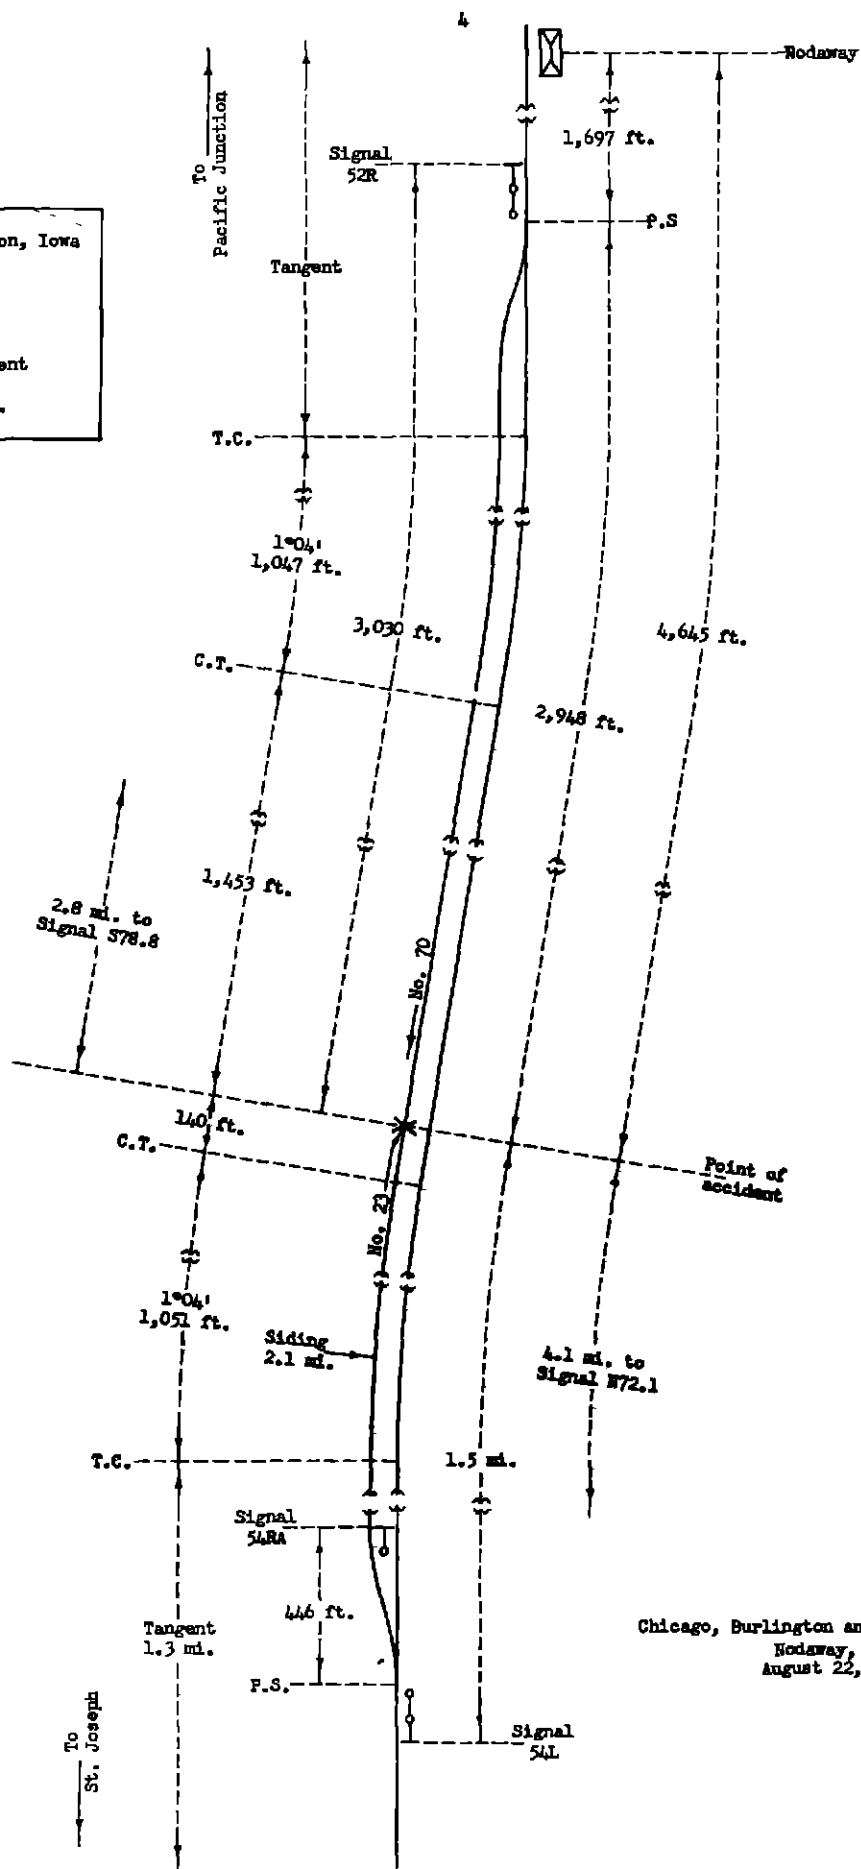 4
Nodaway
To
Pacific Junction
1,697 ft.
Signal
52R
P.S
on, Iowa
Tangent
ent
T.C.
1°04'
1,047 ft.
3,030 ft.
4,645 ft.
C.T.
2,948 ft.
1,453 ft.
2.8 mi. to
Signal S78.8
No. 70
140 ft.
C.T.
Point of
accident
No. 23
1°04'
1,051 ft.
Siding
2.1 mi.
4.1 mi. to
Signal N72.1
T.C.
1.5 mi.
Signal
54RA
446 ft.
Tangent
1.3 mi.
Chicago, Burlington an
Nodaway,
August 22,
P.S.
To
St. Joseph
Signal
54L